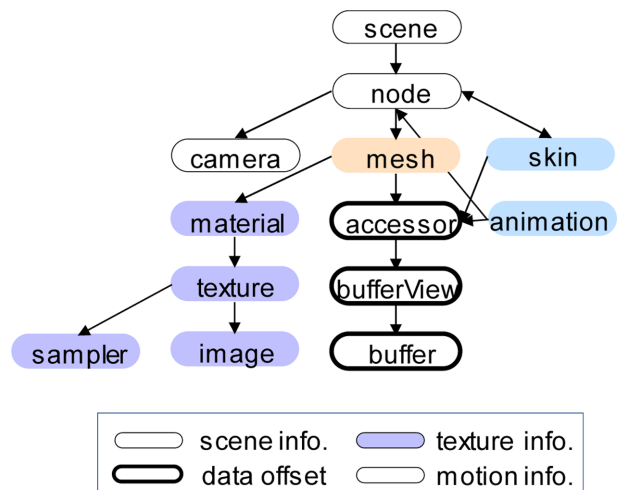 scene
node
camera
mesh
skin
material
accessor
animation
texture
bufferView
sampler
image
buffer
scene info.
texture info.
data offset
motion info.